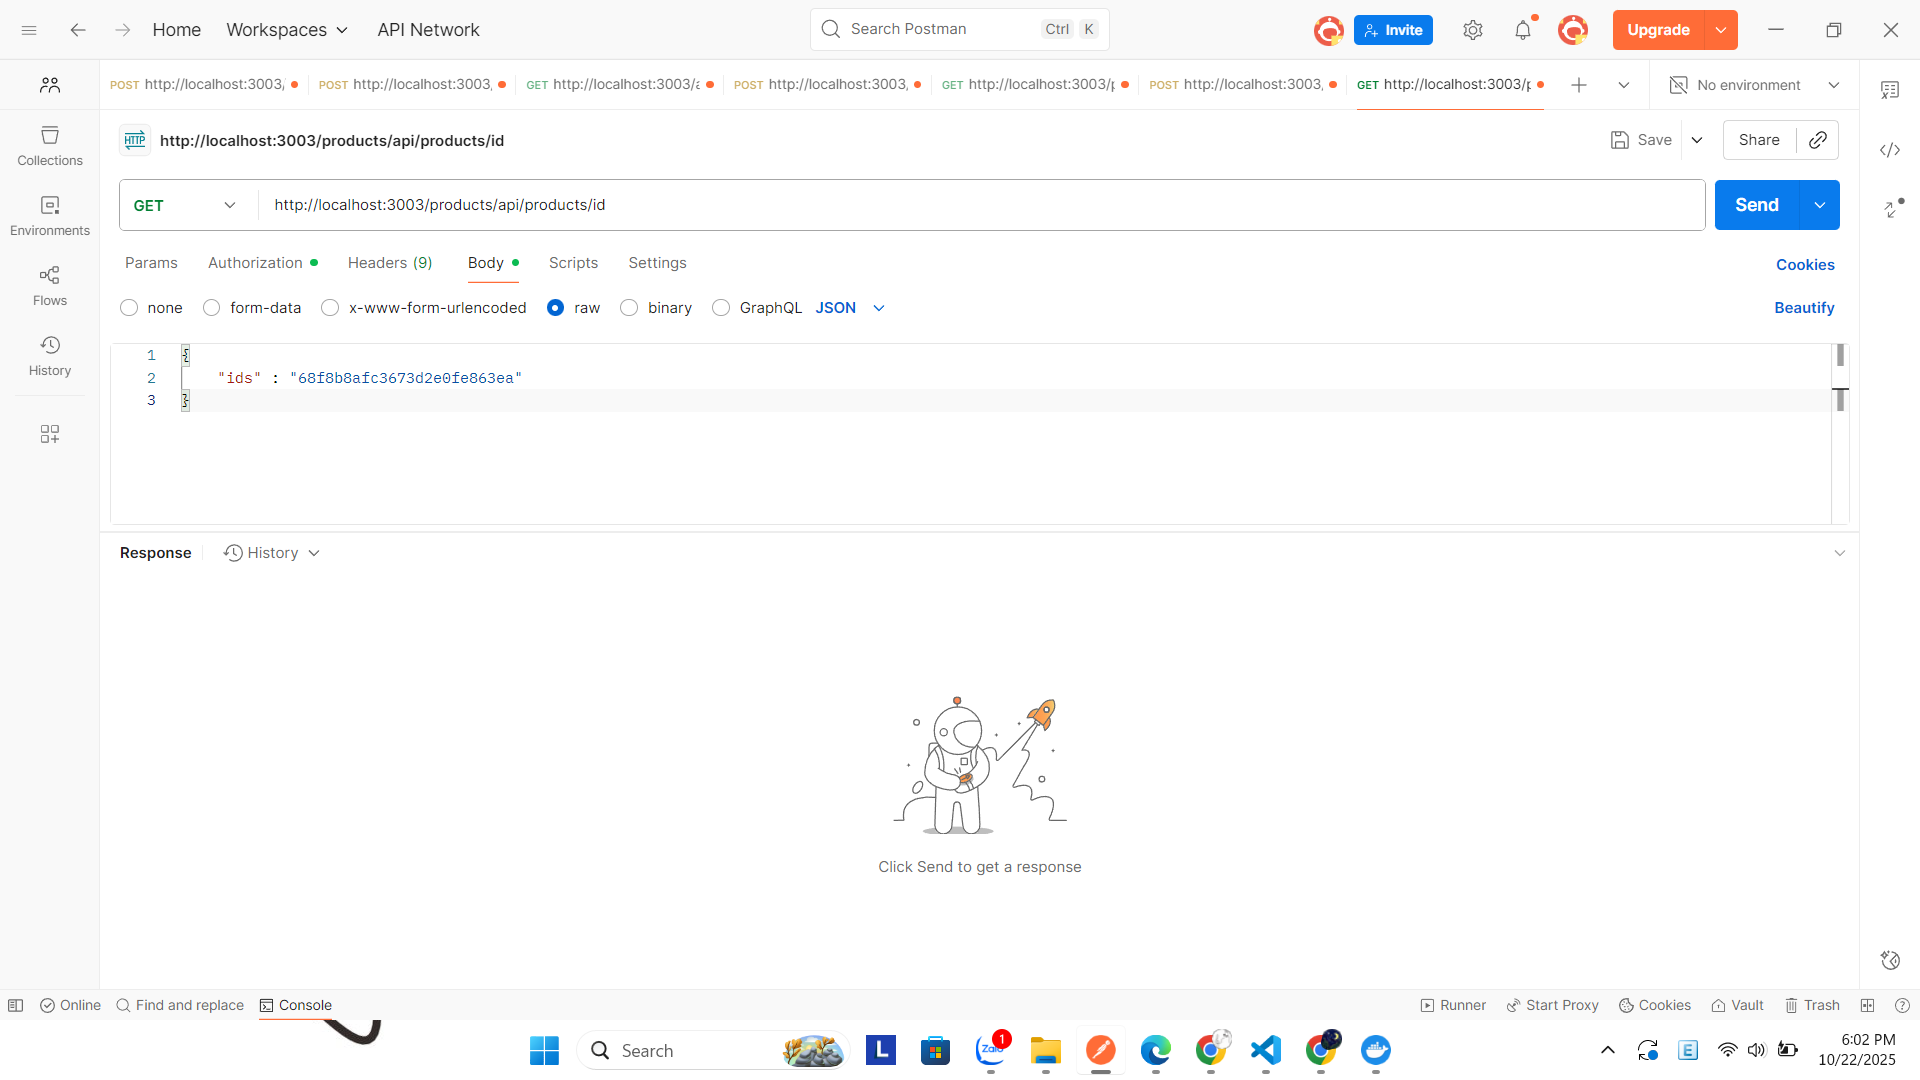 Home
Workspaces
API Network
Search Postman
Ctrl
K
Invite
Upgrade
POST http://localhost:3003/
POST http://localhost:3003,
GET http://localhost:3003/a
POST http://localhost:3003,
GET http://localhost:3003/p
POST http://localhost:3003,
GET http://localhost:3003/p
No environment
Collections
Environments
Flows
History
HTTP
http://localhost:3003/products/api/products/id
Save
Share
GET
http://localhost:3003/products/api/products/id
Send
Params
Authorization
Headers (9)
Body
Scripts
Settings
Cookies
none
form-data
x-www-form-urlencoded
raw
binary
GraphQL
JSON
Beautify
1 {
2 "ids" : "68f8b8afc3673d2e0fe863ea"
3 }
Response
History
Click Send to get a response
Online
Find and replace
Console
Runner
Start Proxy
Cookies
Vault
Trash
Search
L
Zalo
1
E
6:02 PM
10/22/2025